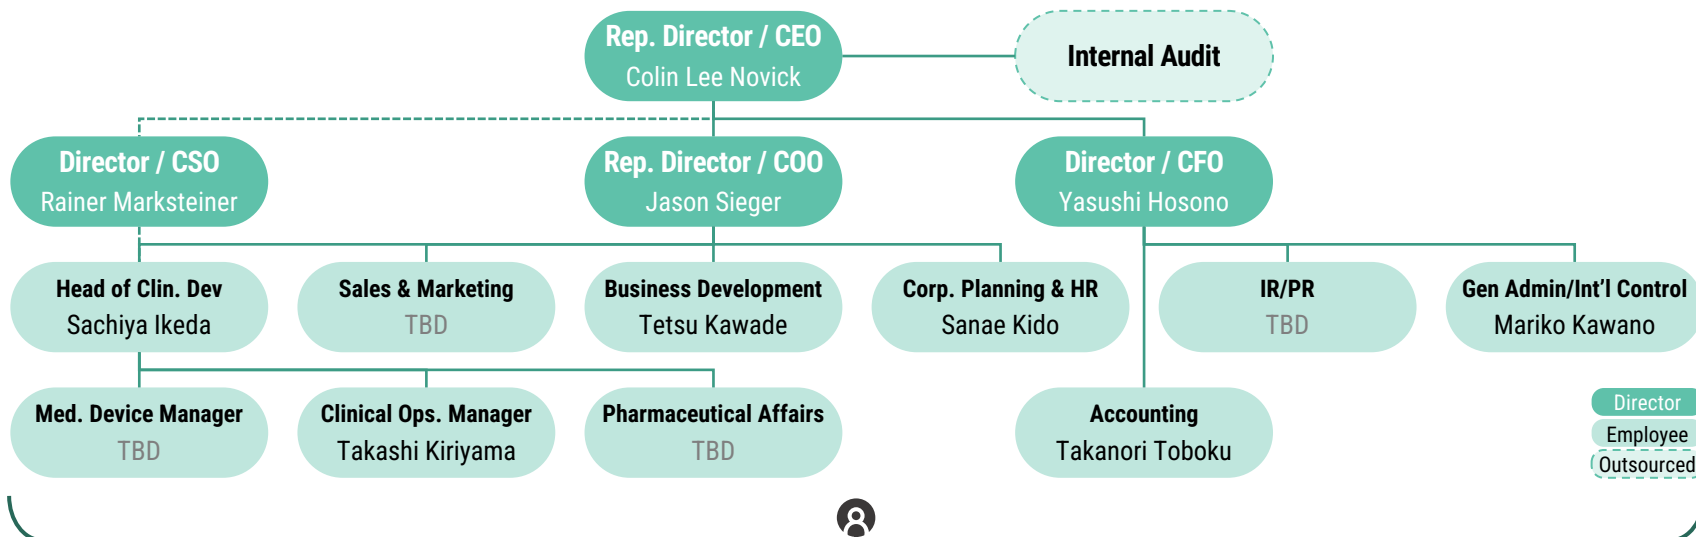 Rep. Director / CEO
Colin Lee Novick
Internal Audit
Director / CSO
Rainer Marksteiner
Rep. Director / COO
Jason Sieger
Director / CFO
Yasushi Hosono
Head of Clin. Dev
Sachiya Ikeda
Sales & Marketing
TBD
Business Development
Tetsu Kawade
Corp. Planning & HR
Sanae Kido
IR/PR
TBD
Gen Admin/Int'l Control
Mariko Kawano
Med. Device Manager
TBD
Clinical Ops. Manager
Takashi Kiriyama
Pharmaceutical Affairs
TBD
Accounting
Takanori Toboku
Director
Employee
Outsourced